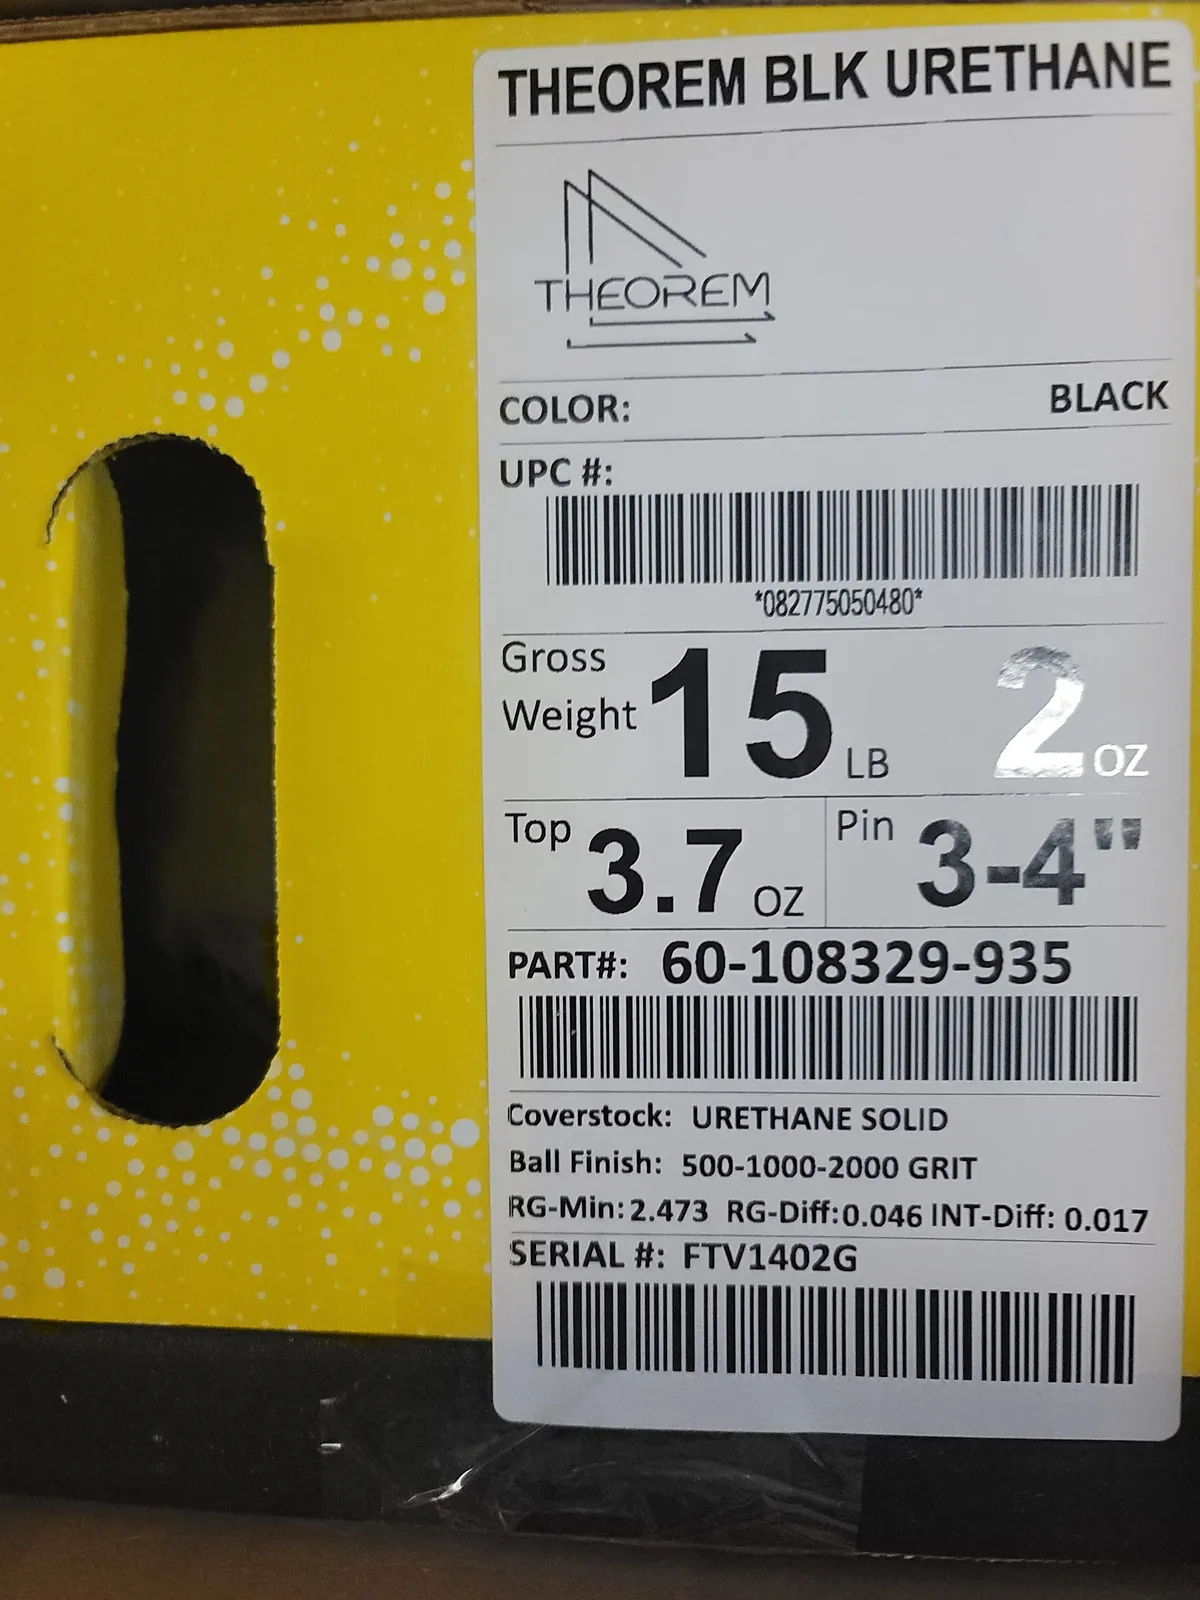 THEOREM BLK URETHANE
THEOREM
COLOR: BLACK
UPC #:
*082775050480*
Gross Weight 15 LB 2 OZ
Top 3.7 OZ Pin 3-4"
PART#: 60-108329-935
Coverstock: URETHANE SOLID
Ball Finish: 500-1000-2000 GRIT
RG-Min: 2.473 RG-Diff: 0.046 INT-Diff: 0.017
SERIAL #: FTV1402G